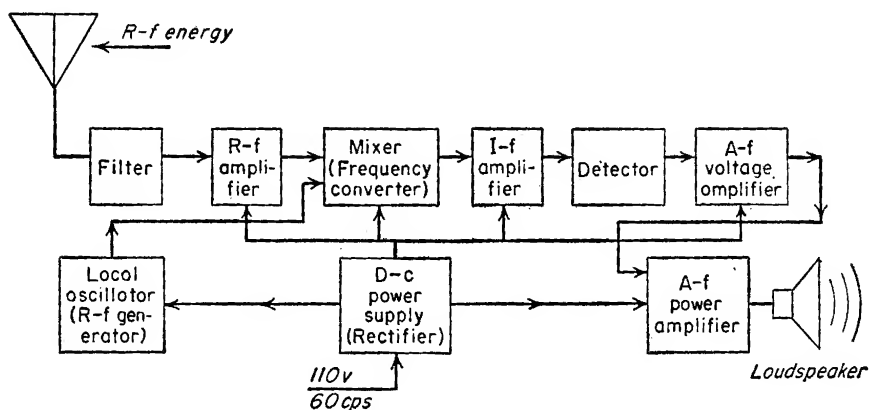 R-f energy
Filter
R-f
ampli-
fier
Mixer
(Frequency
converter)
I-f
ampli-
fier
Detector
A-f
voltage
omplifier
Locol
oscillotor
(R-f gen-
erator)
D-c
power
supply
(Rectifier)
A-f
power
amplifier
110v
60cps
Loudspeaker